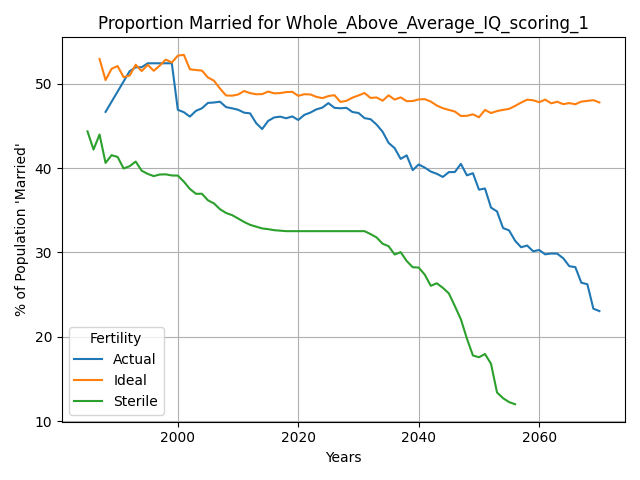 Proportion Married for Whole_Above_Average_IQ_scoring_1
% of Population 'Married'
50
40
30
20
10
Fertility
Actual
Ideal
Sterile
2000 2020 2040 2060
Years